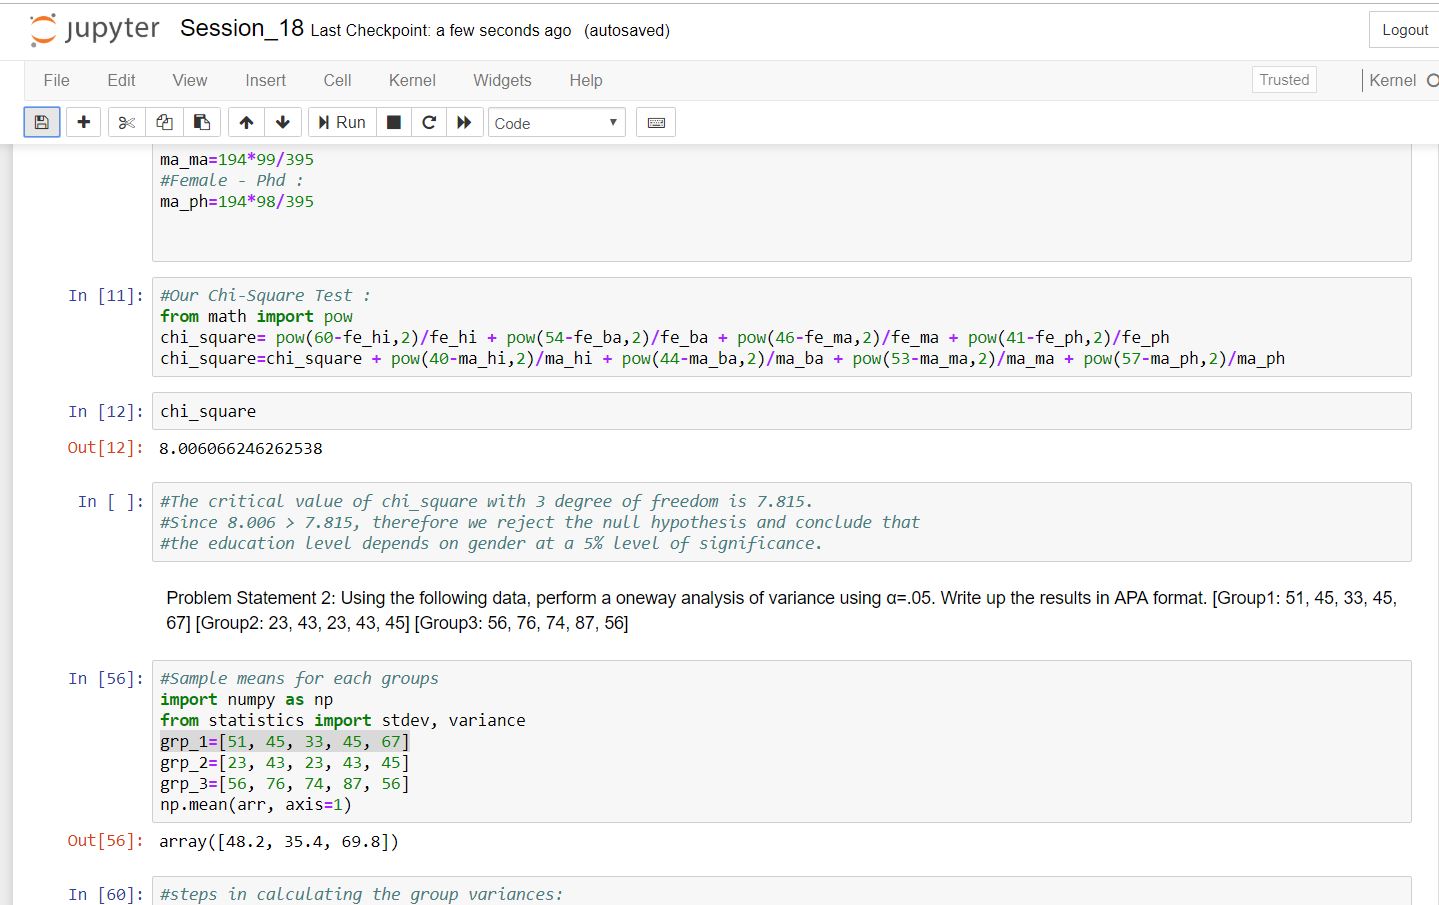 jupyter Session_18 Last Checkpoint: a few seconds ago (autosaved) Logout
File Edit View Insert Cell Kernel Widgets Help Trusted Kernel
Run Code
ma_ma=194*99/395
#Female - Phd :
ma_ph=194*98/395
In [11]: #Our Chi-Square Test :
from math import pow
chi_square= pow(60-fe_hi,2)/fe_hi + pow(54-fe_ba,2)/fe_ba + pow(46-fe_ma,2)/fe_ma + pow(41-fe_ph,2)/fe_ph
chi_square=chi_square + pow(40-ma_hi,2)/ma_hi + pow(44-ma_ba,2)/ma_ba + pow(53-ma_ma,2)/ma_ma + pow(57-ma_ph,2)/ma_ph
In [12]: chi_square
Out[12]: 8.006066246262538
In [ ]: #The critical value of chi_square with 3 degree of freedom is 7.815.
#Since 8.006 > 7.815, therefore we reject the null hypothesis and conclude that
#the education level depends on gender at a 5% level of significance.
Problem Statement 2: Using the following data, perform a oneway analysis of variance using α=.05. Write up the results in APA format. [Group1: 51, 45, 33, 45,
67] [Group2: 23, 43, 23, 43, 45] [Group3: 56, 76, 74, 87, 56]
In [56]: #Sample means for each groups
import numpy as np
from statistics import stdev, variance
grp_1=[51, 45, 33, 45, 67]
grp_2=[23, 43, 23, 43, 45]
grp_3=[56, 76, 74, 87, 56]
np.mean(arr, axis=1)
Out[56]: array([48.2, 35.4, 69.8])
In [60]: #steps in calculating the group variances: